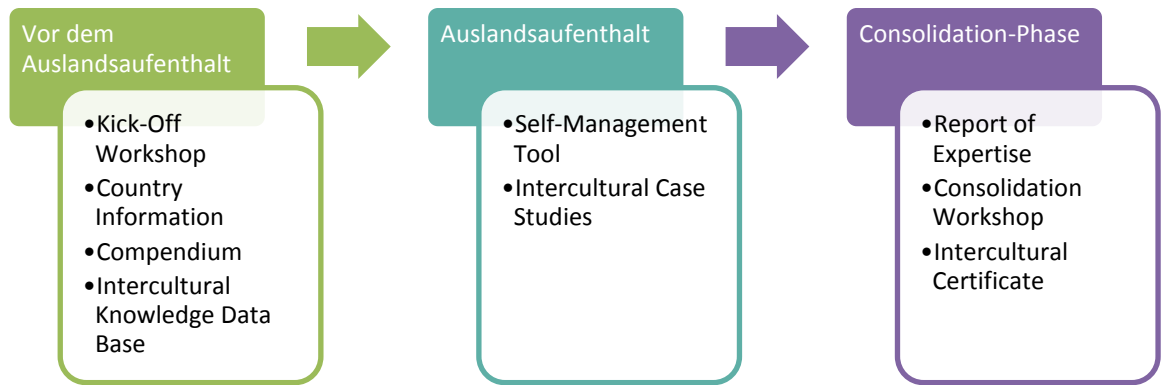 Vor dem
Auslandsaufenthalt
•Kick-Off
Workshop
•Country
Information
•Compendium
•Intercultural
Knowledge Data
Base
Auslandsaufenthalt
•Self-Management
Tool
•Intercultural Case
Studies
Consolidation-Phase
•Report of
Expertise
•Consolidation
Workshop
•Intercultural
Certificate